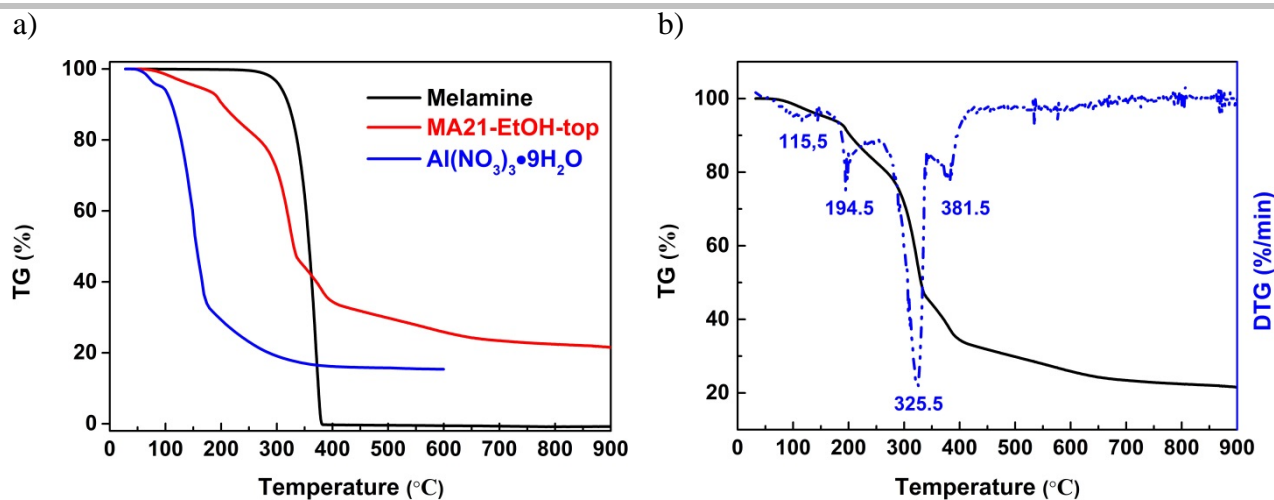 a)
100
80
60
40
20
0
TG (%)
Melamine
MA21-EtOH-top
Al(NO₃)₃•9H₂O
0 100 200 300 400 500 600 700 800 900
Temperature (°C)
b)
100
80
60
40
20
TG (%)
115,5
194.5
325.5
381.5
DTG (%/min)
0 100 200 300 400 500 600 700 800 900
Temperature (°C)